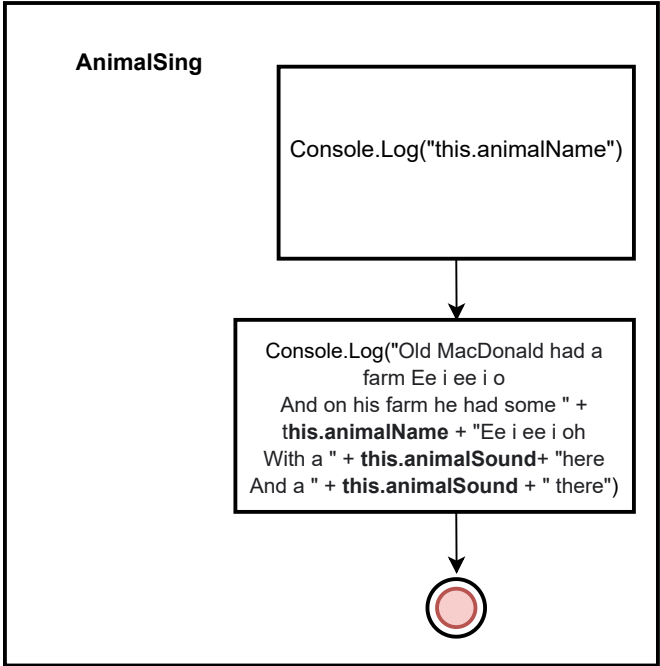 AnimalSing
Console.Log("this.animalName")
Console.Log("Old MacDonald had a
farm Ee i ee i o
And on his farm he had some " +
this.animalName + "Ee i ee i oh
With a " + this.animalSound+ "here
And a " + this.animalSound + " there")